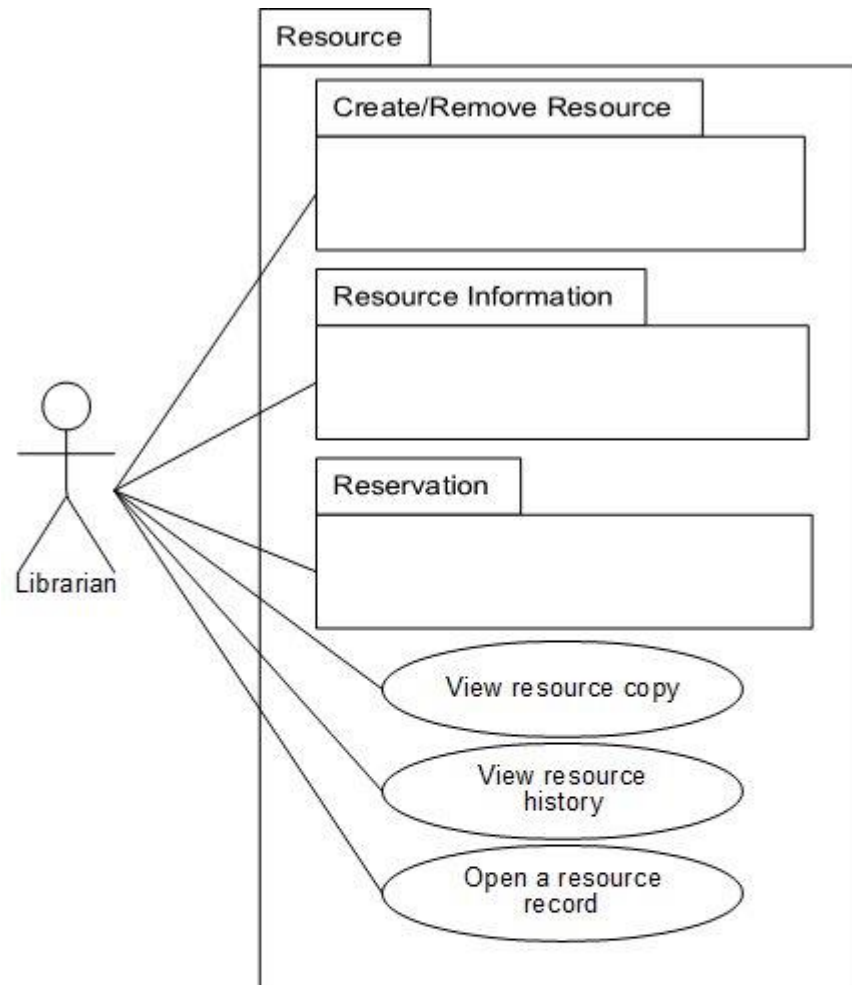 Resource
Create/Remove Resource
Resource Information
Reservation
Librarian
View resource copy
View resource
history
Open a resource
record